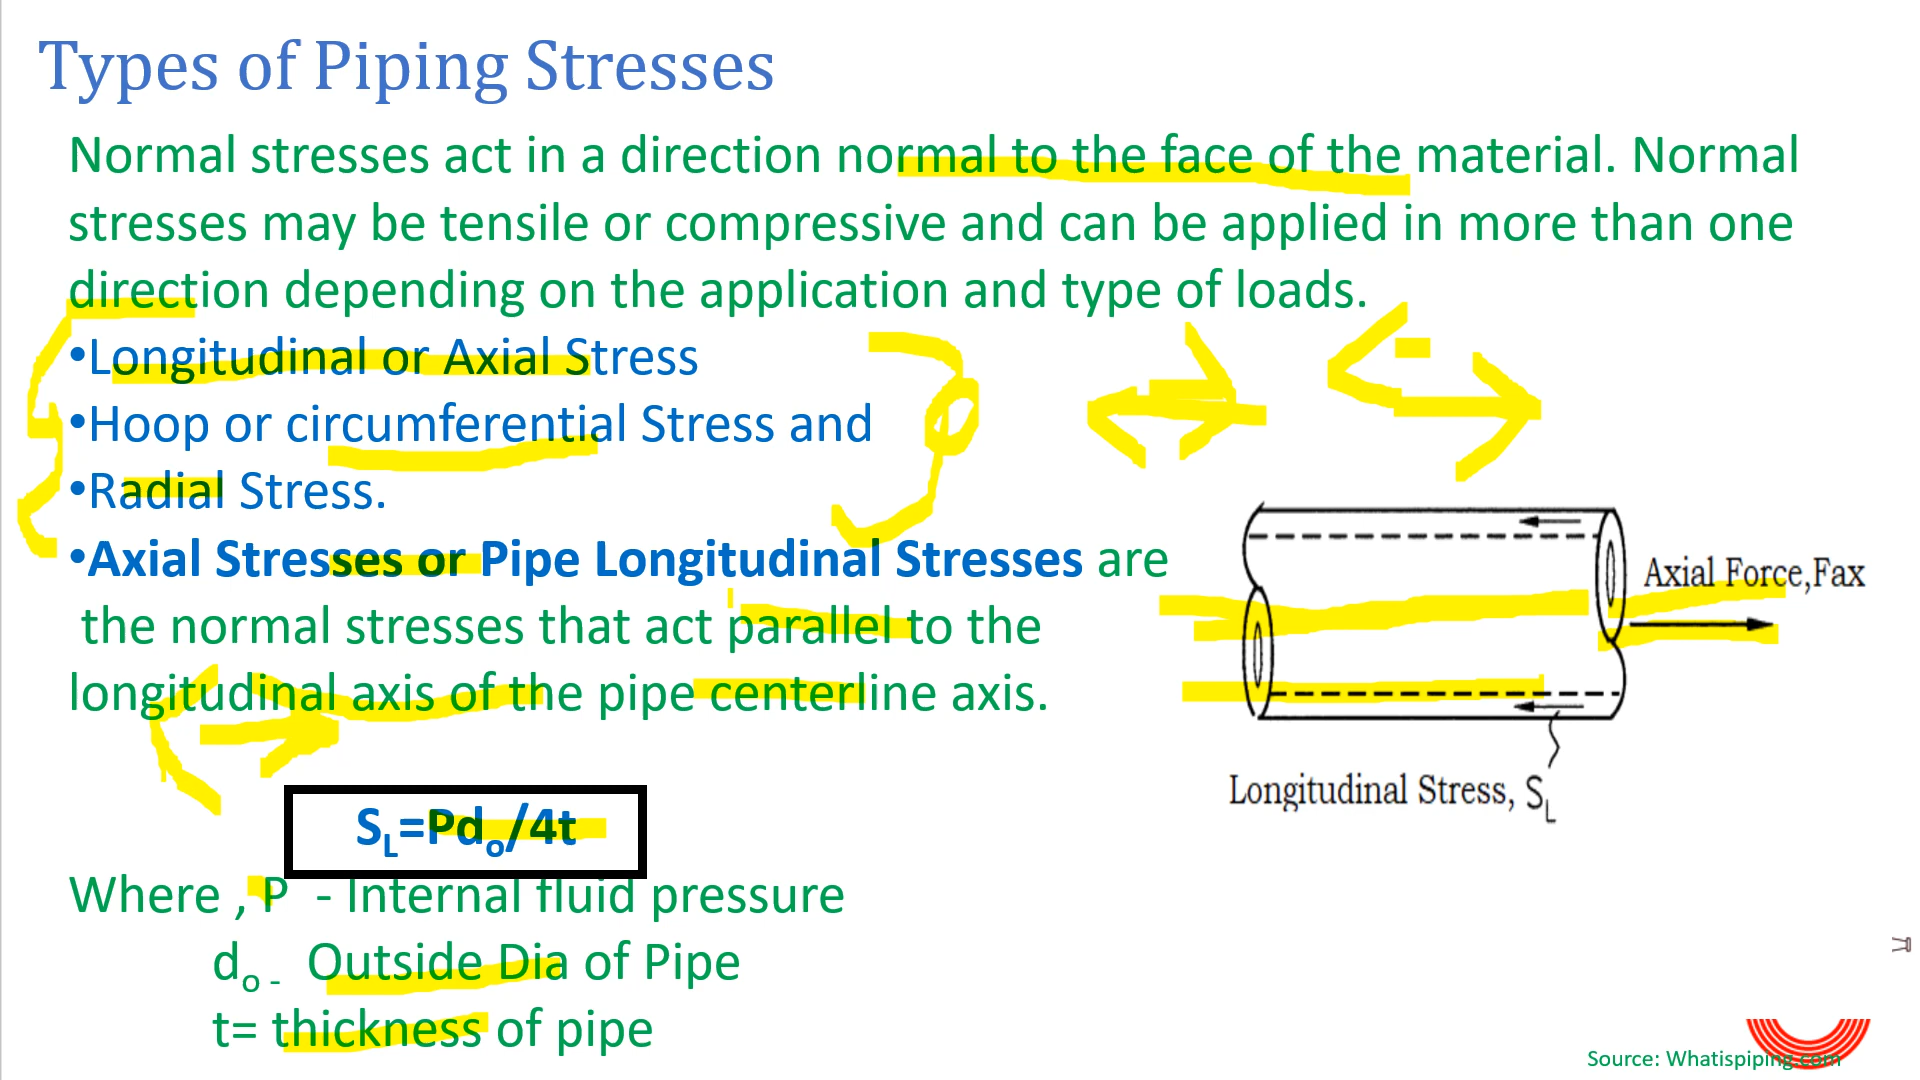 Types of Piping Stresses
Normal stresses act in a direction normal to the face of the material. Normal
stresses may be tensile or compressive and can be applied in more than one
direction depending on the application and type of loads.
•Longitudinal or Axial Stress
•Hoop or circumferential Stress and
•Radial Stress.
•Axial Stresses or Pipe Longitudinal Stresses are
the normal stresses that act parallel to the
longitudinal axis of the pipe centerline axis.
SL=Pdo/4t
Where , P - Internal fluid pressure
do - Outside Dia of Pipe
t= thickness of pipe
Axial Force,Fax
Longitudinal Stress, SL
Source: Whatispiping.com